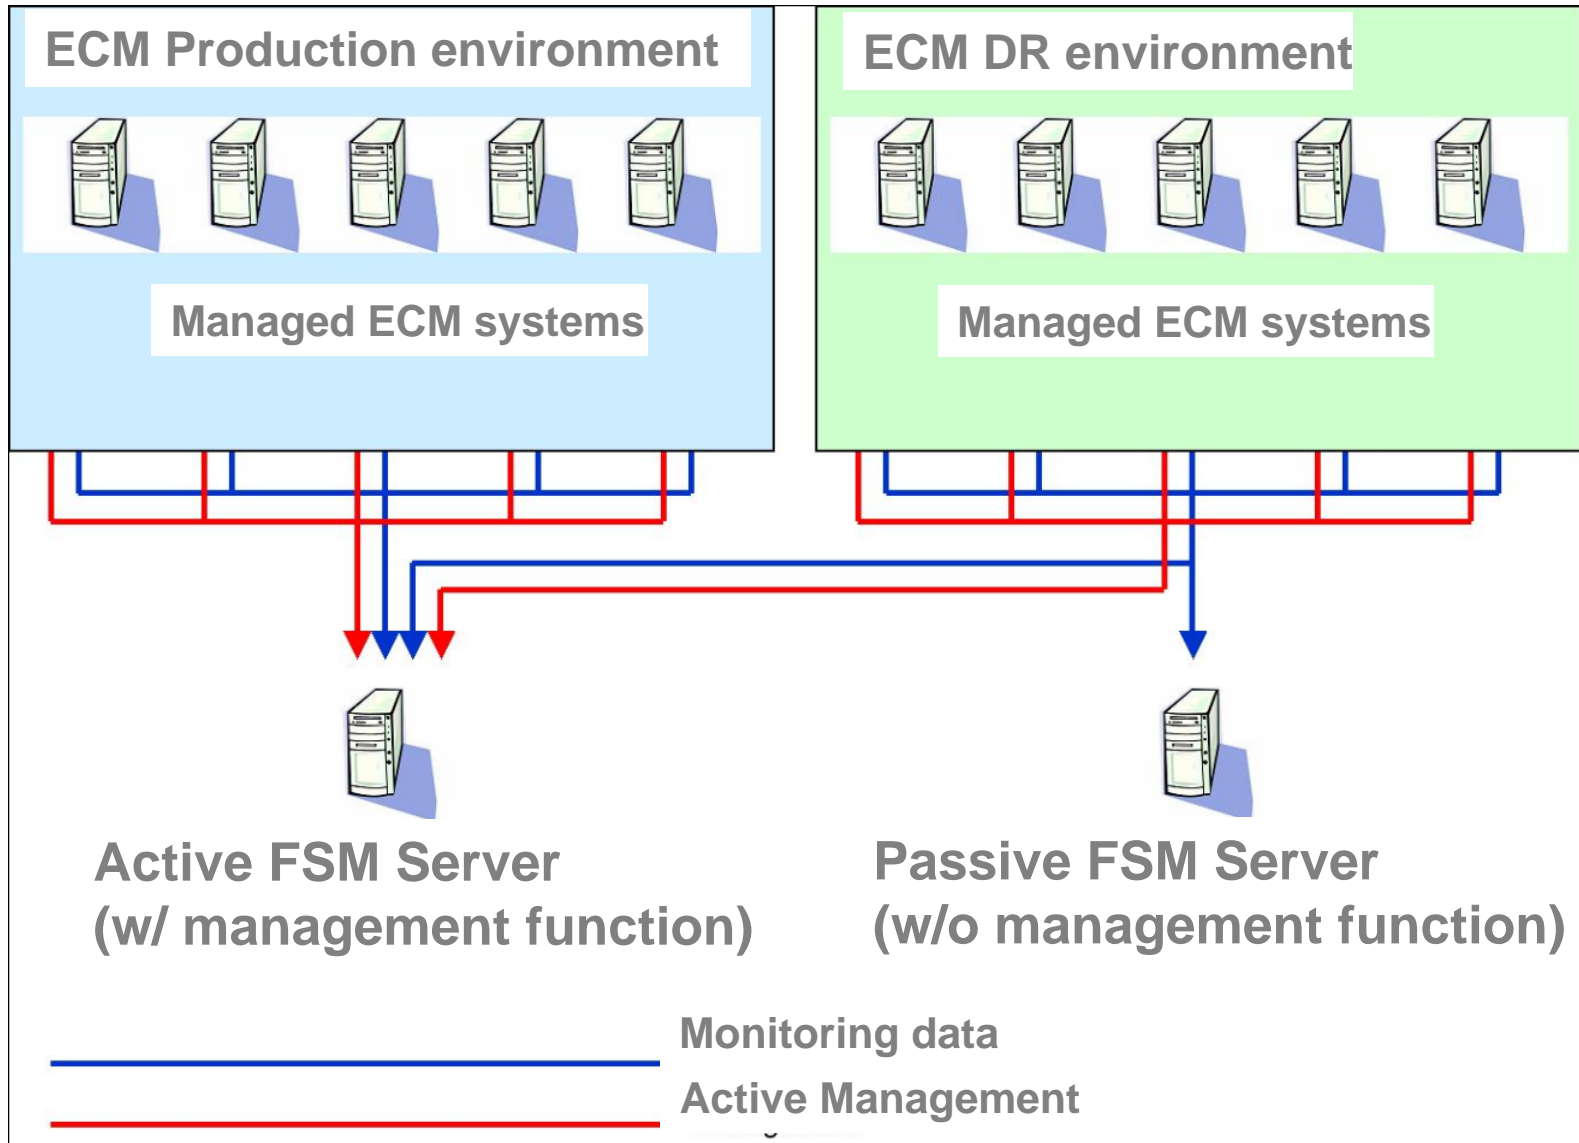 ECM Production environment
ECM DR environment
Managed ECM systems
Managed ECM systems
Active FSM Server
(w/ management function)
Passive FSM Server
(w/o management function)
Monitoring data
Active Management